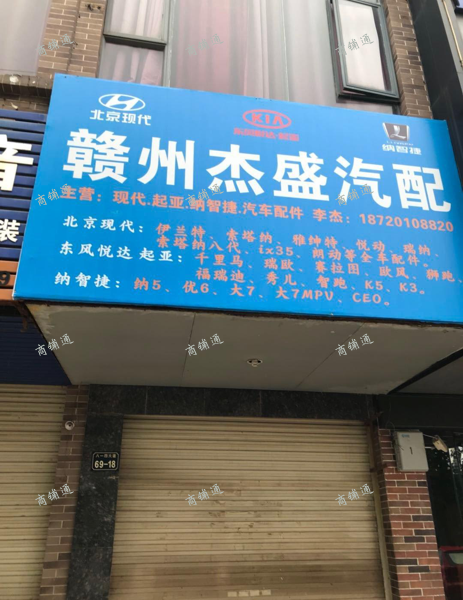 北京现代
KIA
纳智捷
赣州杰盛汽配
主营：现代.起亚.纳智捷.汽车配件 李杰：18720108820
北京现代：伊兰特、索塔纳、雅绅特、悦动、瑞纳、
索塔纳八代、ix35、朗动等全车配件、
东风悦达起亚：千里马、瑞欧、赛拉图、欧风、狮跑、
福瑞迪、秀儿、智跑、K5、K3。
纳智捷：纳5、优6、大7、大7MPV、CEO。
音
装
69-18
1
商铺通
商铺通
商铺通
商铺通
商铺通
商铺通
商铺通
商铺通